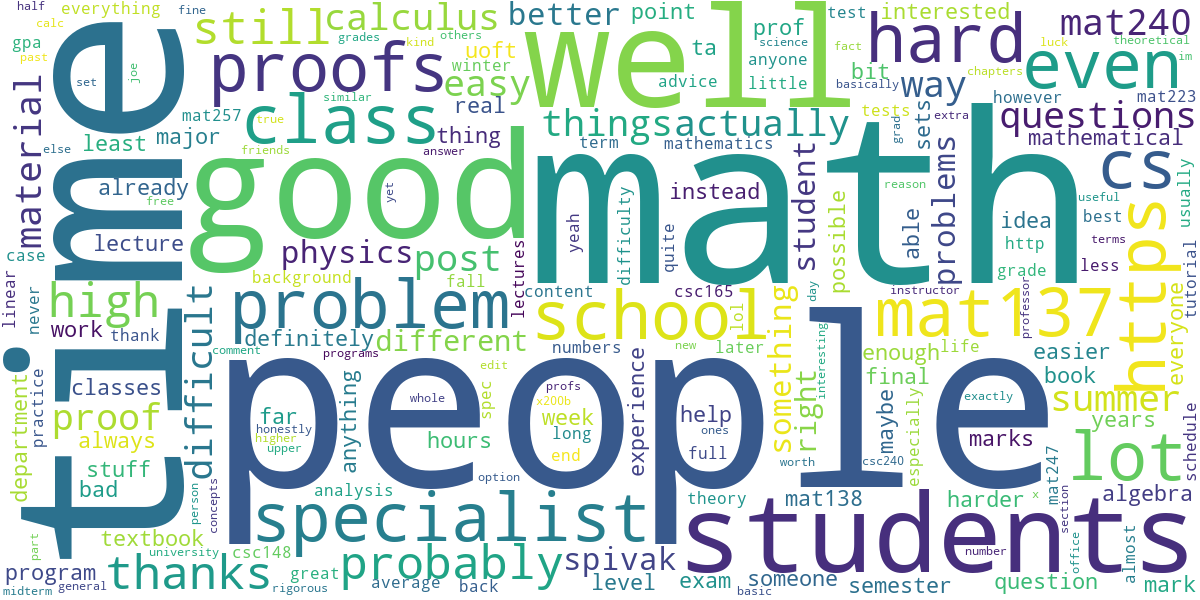 half
calc
gpa
past
time
everything
set
joe
fine
still
calculus
grades
kind
others
uoft
winter
better
point
prof
science
anyone
little
test
fact
basically
luck
interested
mat240
theoretical
im
chapters
proofs
easy
advice
ta
well
bit
hard
way
even
mat223
material
mat257
least
major
else
similar
class
true
friends
real
thing
answer
things
actually
term
mathematics
tests
however
extra
grad
sets
questions
mathematical
already
free
lecture
case
good
yet
math
yeah
difficulty
quite
instead
student
possible
reason
able
problems
idea
http
grade
cs
useful
best
terms
less
usually
tutorial
https
linear
never
high
work
thank
physics
background
post
fall
lectures
content
csc165
lol
day
instructor
professor
mat137
problem
definitely
different
comment
programs
edit
school
numbers
new
later
something
interesting
enough
life
final
easier
book
everyone
summer
years
department
practice
classes
proof
always
stuff
bad
difficult
far
honestly
higher
upper
people
anything
whole
hours
spec
profs
x200b
week
long
end
experience
help
ones
full
right
maybe
especially
exactly
marks
lot
schedule
textbook
person
concepts
analysis
option
specialist
theory
worth
csc240
mat138
students
harder
x
mat247
section
algebra
program
midterm
general
part
university
rigorous
thanks
csc148
great
probably
average
back
spivak
level
exam
someone
basic
semester
number
question
office
almost
mark